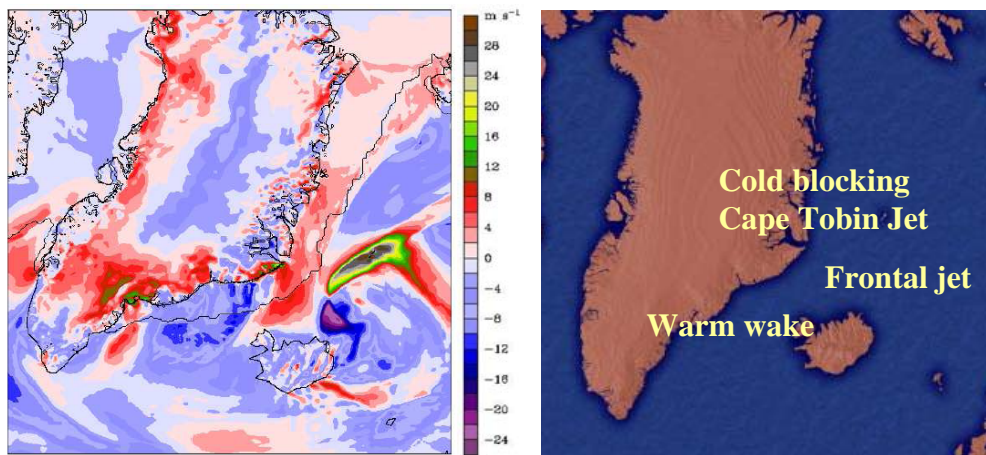 m s⁻¹
28
24
20
16
12
8
4
0
−4
−8
−12
−16
−20
−24
Cold blocking
Cape Tobin Jet
Frontal jet
Warm wake